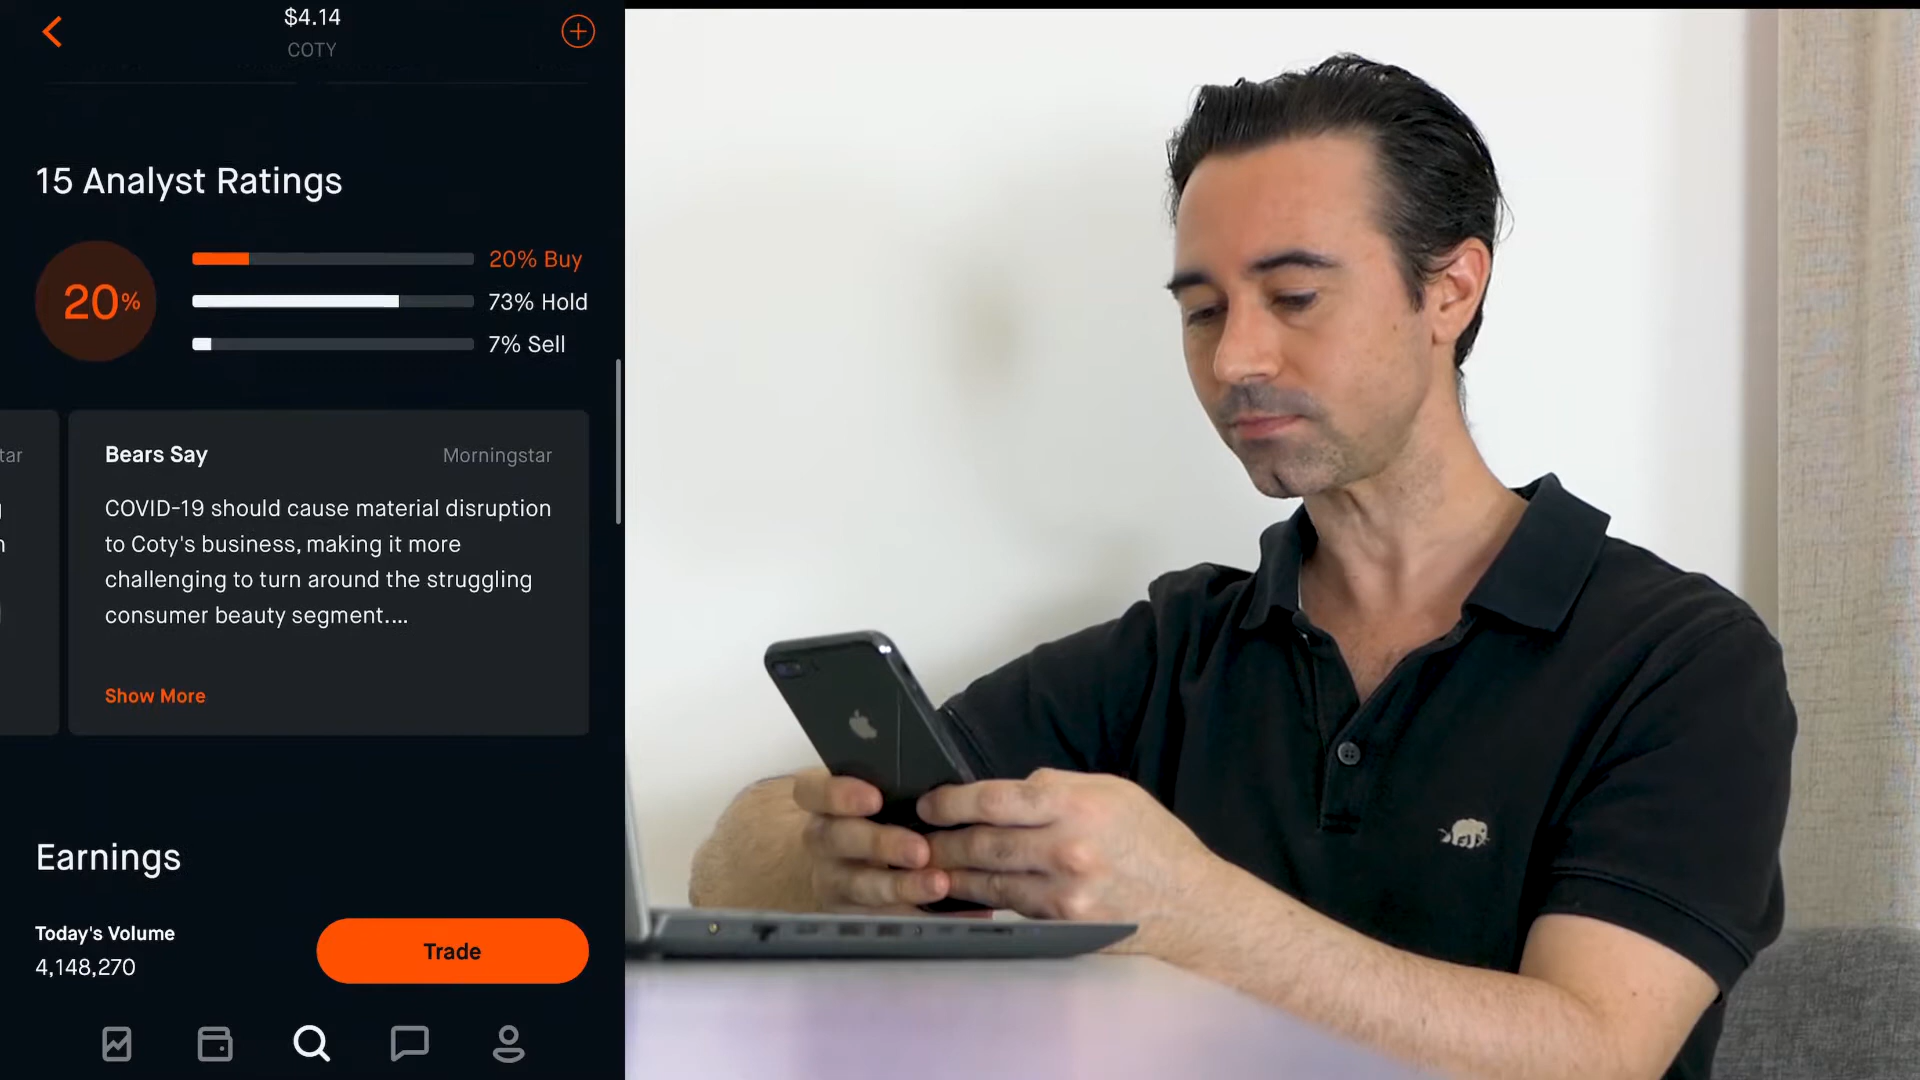 $4.14
COTY
15 Analyst Ratings
20%
20% Buy
73% Hold
7% Sell
tar
Bears Say
Morningstar
COVID-19 should cause material disruption
to Coty's business, making it more
challenging to turn around the struggling
consumer beauty segment....
Show More
Earnings
Today's Volume
4,148,270
Trade